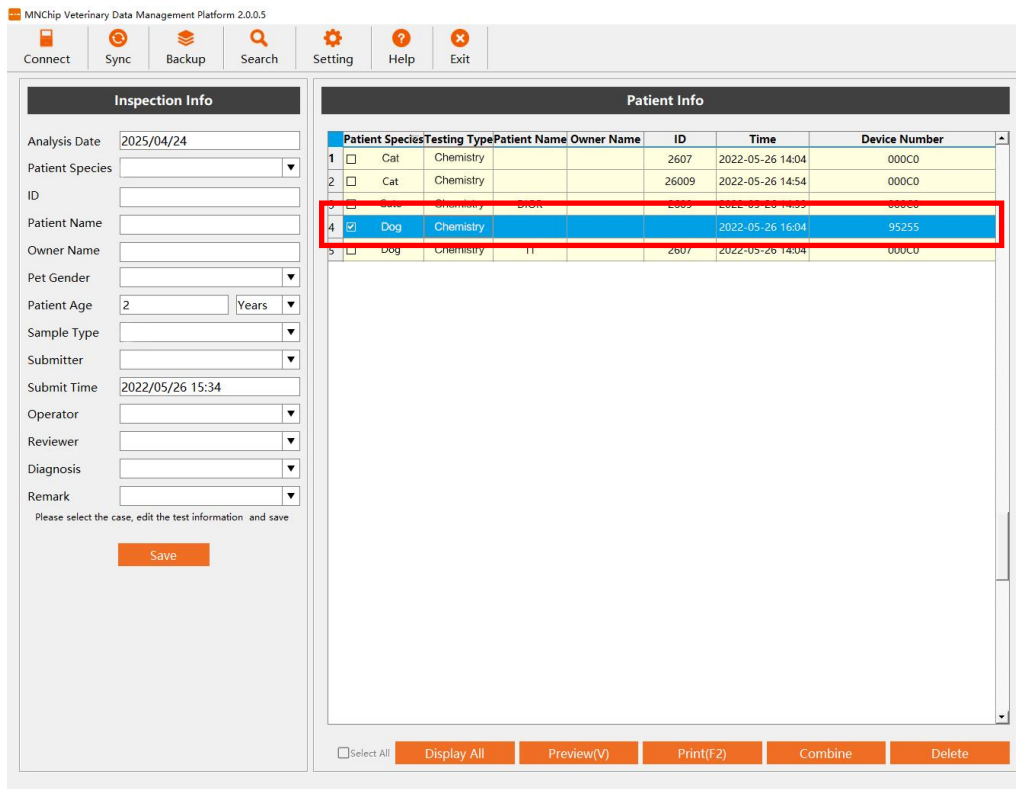 MNChip Veterinary Data Management Platform 2.0.0.5
Connect Sync Backup Search Setting Help Exit
Inspection Info
Analysis Date 2025/04/24
Patient Species
ID
Patient Name
Owner Name
Pet Gender
Patient Age 2 Years
Sample Type
Submitter
Submit Time 2022/05/26 15:34
Operator
Reviewer
Diagnosis
Remark
Please select the case, edit the test information and save
Save
Patient Info
Patient Species Testing Type Patient Name Owner Name ID Time Device Number
1 Cat Chemistry 2607 2022-05-26 14:04 000C0
2 Cat Chemistry 26009 2022-05-26 14:54 000C0
Chemistry
4 Dog Chemistry 2022-05-26 16:04 95255
5 Dog Chemistry 2607 2022-05-26 14:04 000C0
Select All Display All Preview(V) Print(F2) Combine Delete